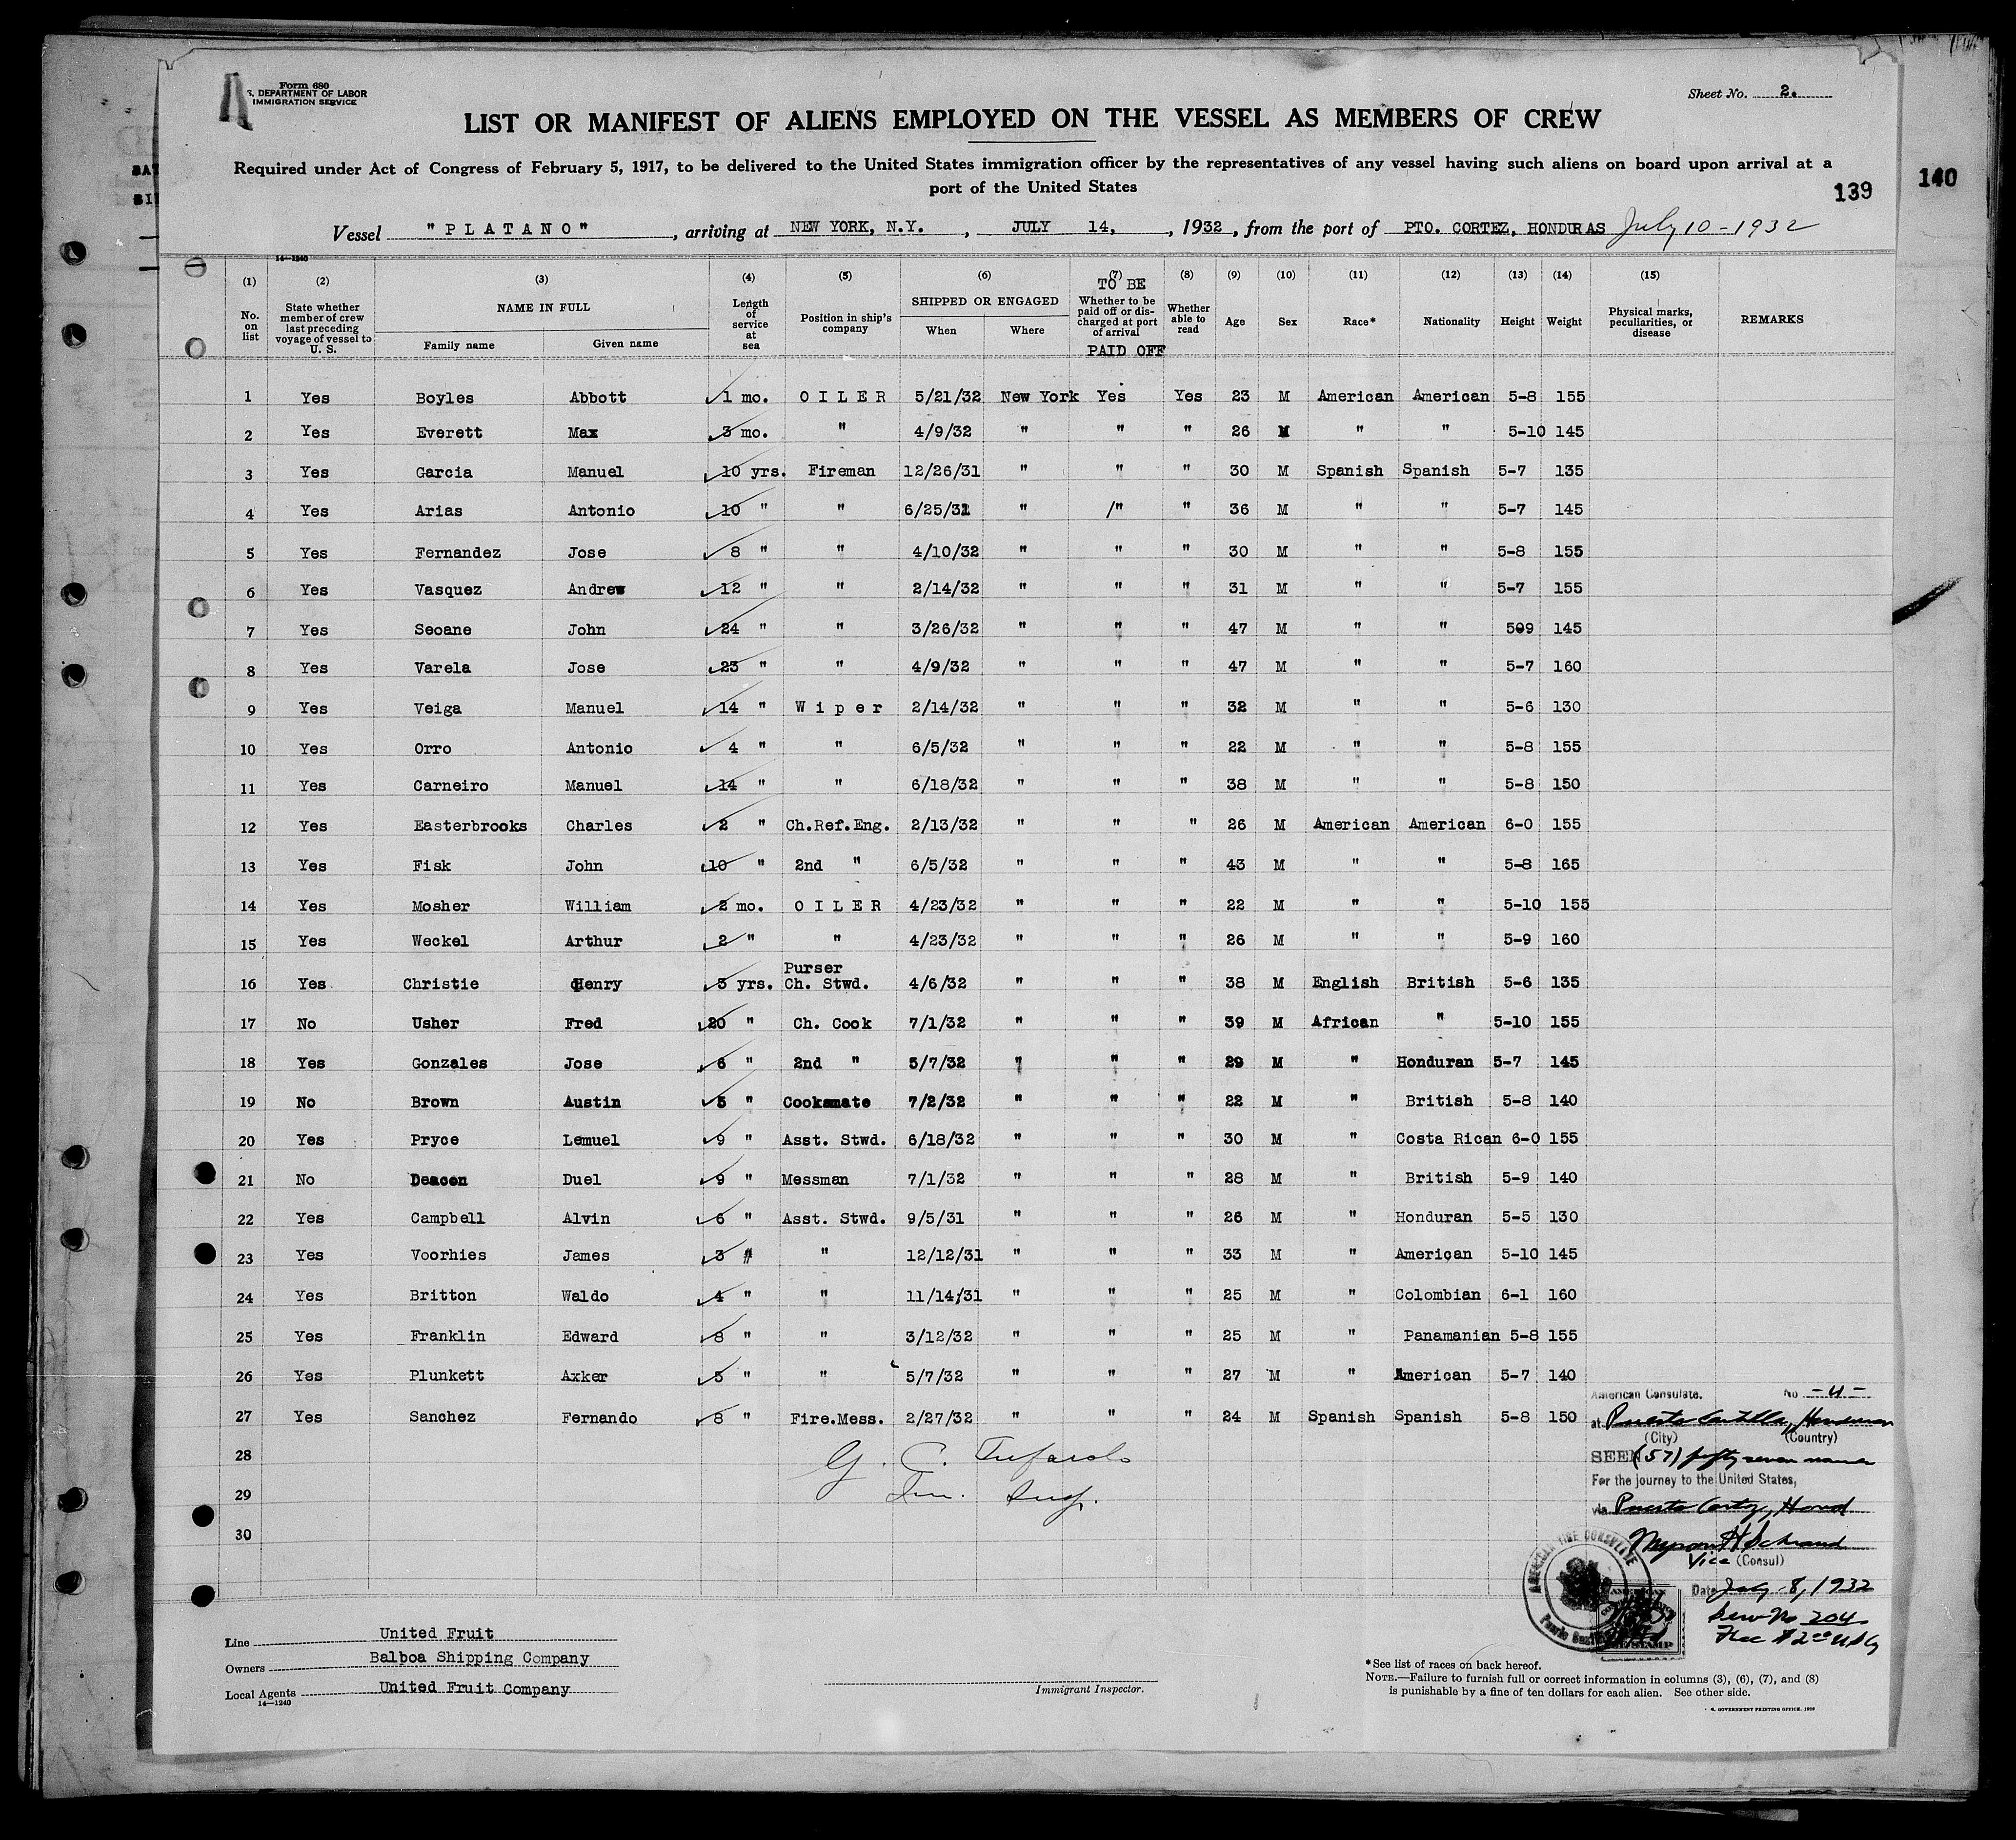 Form 680
S. DEPARTMENT OF LABOR
IMMIGRATION SERVICE
Sheet No. 2.
LIST OR MANIFEST OF ALIENS EMPLOYED ON THE VESSEL AS MEMBERS OF CREW
Required under Act of Congress of February 5, 1917, to be delivered to the United States immigration officer by the representatives of any vessel having such aliens on board upon arrival at a
port of the United States
139
140
Vessel "PLATANO", arriving at NEW YORK, N.Y., JULY 14, 1932, from the port of PTO. CORTEZ, HONDURAS July 10-1932
14-1240
(1) No. on list
(2) State whether member of crew last preceding voyage of vessel to U. S.
(3) NAME IN FULL
Family name Given name
(4) Length of service at sea
(5) Position in ship's company
(6) SHIPPED OR ENGAGED
When Where
(7) TO BE Whether to be paid off or discharged at port of arrival PAID OFF
(8) Whether able to read
(9) Age
(10) Sex
(11) Race*
(12) Nationality
(13) Height
(14) Weight
(15) Physical marks, peculiarities, or disease
REMARKS
1 Yes Boyles Abbott 1 mo. OILER 5/21/32 New York Yes Yes 23 M American American 5-8 155
2 Yes Everett Max 3 mo. " 4/9/32 " " " 26 M " " 5-10 145
3 Yes Garcia Manuel 10 yrs. Fireman 12/26/31 " " " 30 M Spanish Spanish 5-7 135
4 Yes Arias Antonio 10 " " 6/25/32 " /" " 36 M " " 5-7 145
5 Yes Fernandez Jose 8 " " 4/10/32 " " " 30 M " " 5-8 155
6 Yes Vasquez Andrew 12 " " 2/14/32 " " " 31 M " " 5-7 155
7 Yes Seoane John 24 " " 3/26/32 " " " 47 M " " 509 145
8 Yes Varela Jose 23 " " 4/9/32 " " " 47 M " " 5-7 160
9 Yes Veiga Manuel 14 " Wiper 2/14/32 " " " 32 M " " 5-6 130
10 Yes Orro Antonio 4 " " 6/5/32 " " " 22 M " " 5-8 155
11 Yes Carneiro Manuel 14 " " 6/18/32 " " " 38 M " " 5-8 150
12 Yes Easterbrooks Charles 2 " Ch.Ref.Eng. 2/13/32 " " " 26 M American American 6-0 155
13 Yes Fisk John 10 " 2nd " 6/5/32 " " " 43 M " " 5-8 165
14 Yes Mosher William 2 mo. OILER 4/23/32 " " " 22 M " " 5-10 155
15 Yes Weckel Arthur 2 " " 4/23/32 " " " 26 M " " 5-9 160
16 Yes Christie Henry 3 yrs. Purser Ch. Stwd. 4/6/32 " " " 38 M English British 5-6 135
17 No Usher Fred 20 " Ch. Cook 7/1/32 " " " 39 M African " 5-10 155
18 Yes Gonzales Jose 6 " 2nd " 5/7/32 " " " 29 M " Honduran 5-7 145
19 No Brown Austin 5 " Cooksmate 7/2/32 " " " 22 M " British 5-8 140
20 Yes Pryce Lemuel 9 " Asst. Stwd. 6/18/32 " " " 30 M " Costa Rican 6-0 155
21 No Deacon Duel 9 " Messman 7/1/32 " " " 28 M " British 5-9 140
22 Yes Campbell Alvin 6 " Asst. Stwd. 9/5/31 " " " 26 M " Honduran 5-5 130
23 Yes Voorhies James 3 " " 12/12/31 " " " 33 M " American 5-10 145
24 Yes Britton Waldo 4 " " 11/14/31 " " " 25 M " Colombian 6-1 160
25 Yes Franklin Edward 8 " " 3/12/32 " " " 25 M " Panamanian 5-8 155
26 Yes Plunkett Axker 5 " " 5/7/32 " " " 27 M " American 5-7 140
27 Yes Sanchez Fernando 8 " Fire.Mess. 2/27/32 " " " 24 M Spanish Spanish 5-8 150
28
29
30
G. C.
Imm. Insp.
American Consulate. No -4-
at Puerto Castilla, Honduras
(City) (Country)
SEEN (57) fifty seven names
For the journey to the United States,
via Puerto Cortez, Hond
Vice (Consul)
Date July 8, 1932
Serv No 204
Fee $2.00
AMERICAN VICE CONSULATE
Line United Fruit
Owners Balboa Shipping Company
Local Agents United Fruit Company
14-1240
Immigrant Inspector.
*See list of races on back hereof.
NOTE.—Failure to furnish full or correct information in columns (3), (6), (7), and (8)
is punishable by a fine of ten dollars for each alien. See other side.
S. GOVERNMENT PRINTING OFFICE.